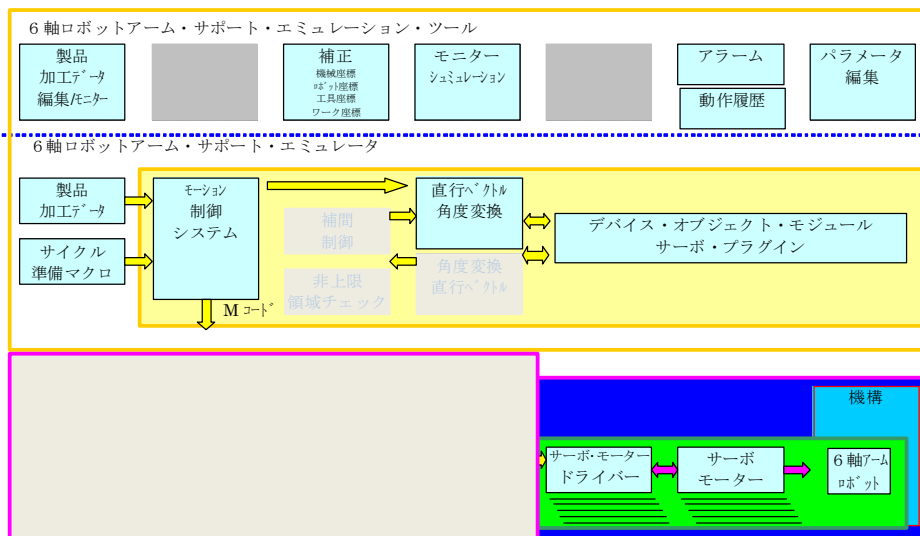 6軸ロボットアーム・サポート・エミュレーション・ツール
製品
加工ﾃﾞｰﾀ
編集/ﾓﾆﾀｰ
補正
機械座標
ﾛﾎﾞｯﾄ座標
工具座標
ワーク座標
モニター
ｼｭﾐｭﾚｰｼｮﾝ
アラーム
動作履歴
パラメータ
編集
6軸ロボットアーム・サポート・エミュレータ
製品
加工データ
サイクル
準備マクロ
ﾓｰｼｮﾝ
制御
システム
Mｺｰﾄﾞ
補間
制御
非上限
領域チェック
直行ﾍﾞｸﾄﾙ
角度変換
角度変換
直行ﾍﾞｸﾄﾙ
デバイス・オブジェクト・モジュール
サーボ・プラグイン
機構
サーボ･モーター
ドライバー
サーボ
モーター
6軸ｱｰﾑ
ﾛﾎﾞｯﾄ